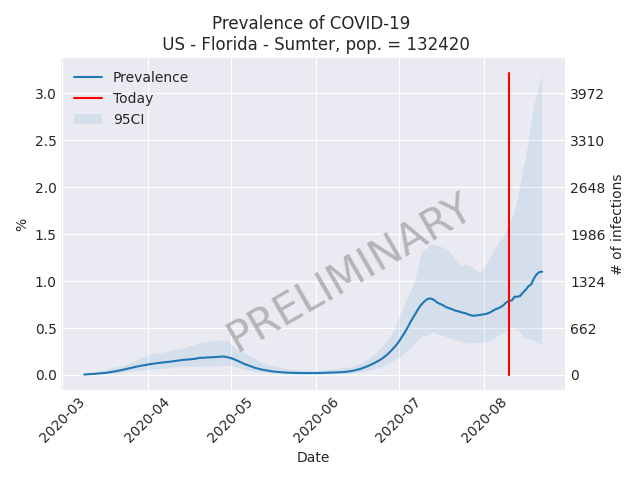 Prevalence of COVID-19
US - Florida - Sumter, pop. = 132420
Prevalence
Today
95CI
3.0
2.5
2.0
1.5
1.0
0.5
0.0
%
3972
3310
2648
1986
1324
662
0
# of infections
PRELIMINARY
2020-03
2020-04
2020-05
2020-06
2020-07
2020-08
Date